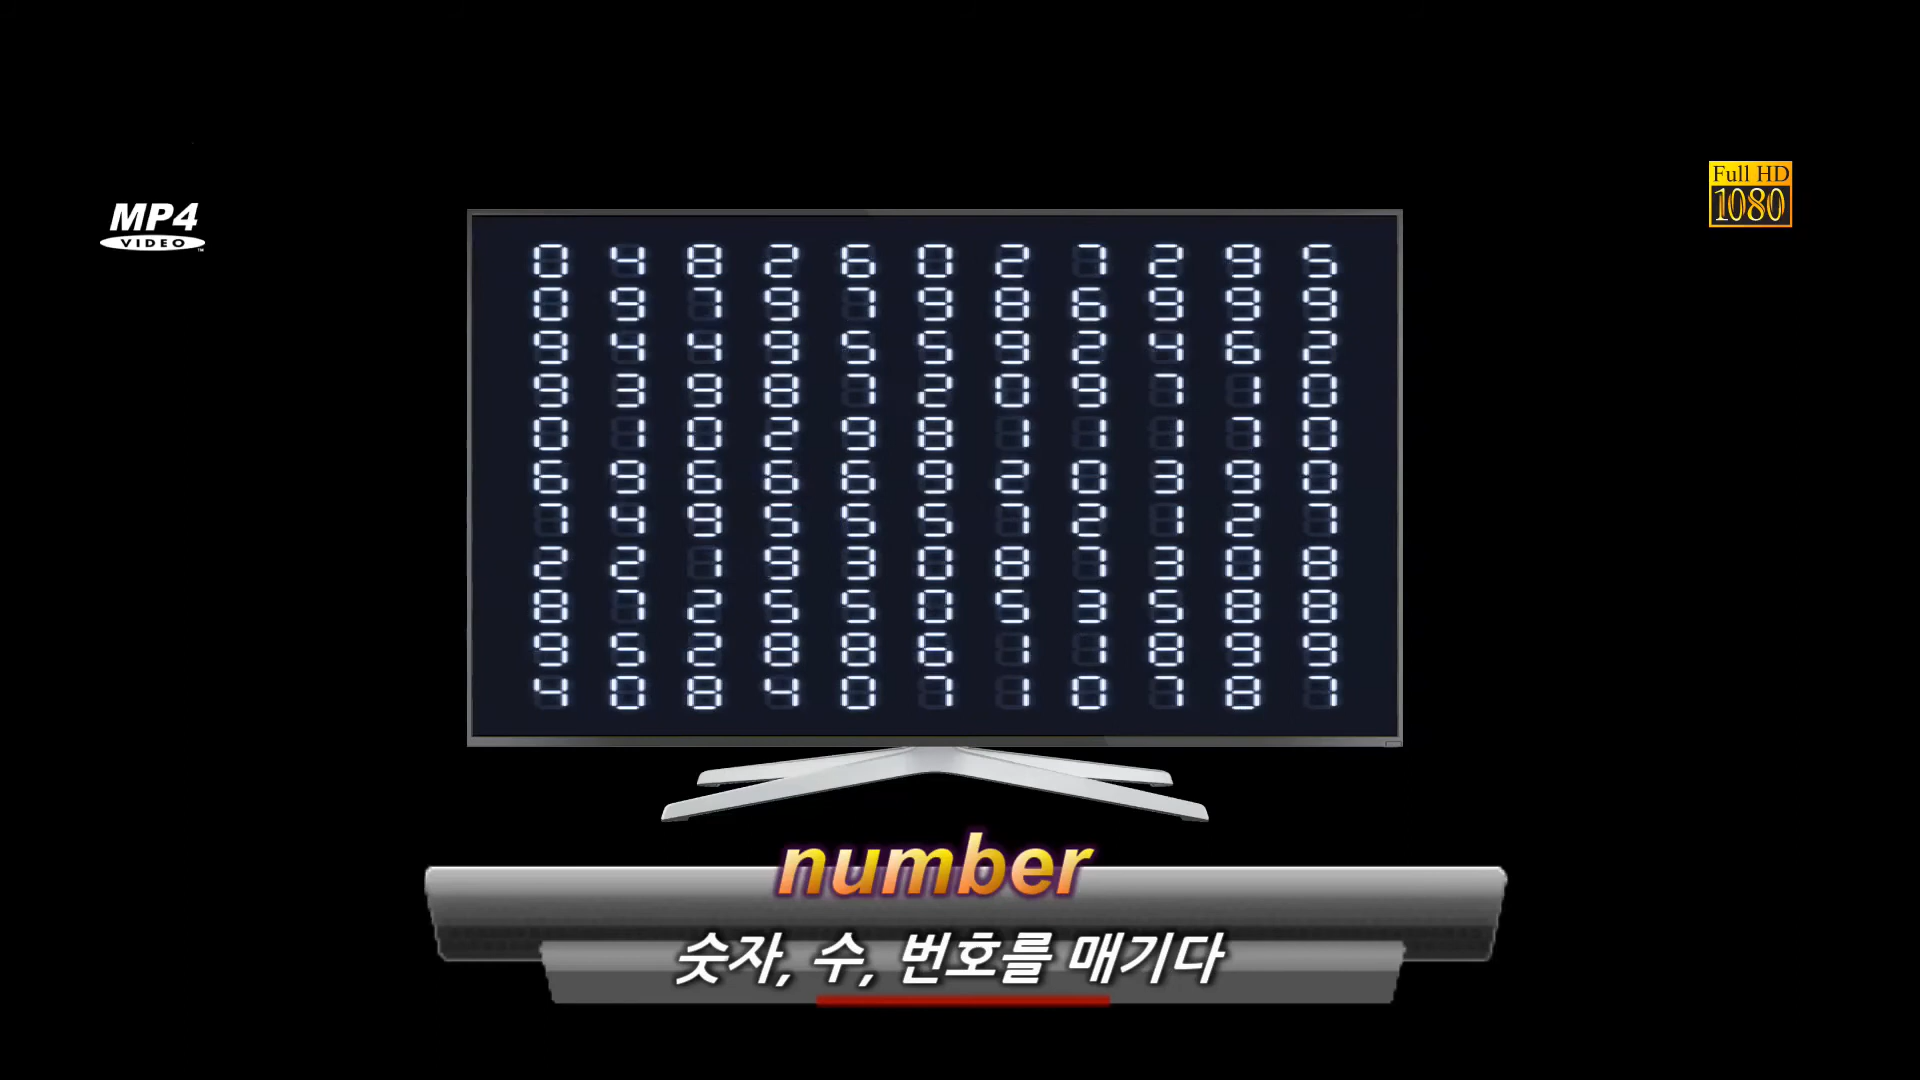 MP4
VIDEO
Full HD
1080
0 4 8 2 6 0 2 7 2 9 5
0 9 7 9 7 9 8 6 9 9 9
9 4 4 9 5 5 9 2 4 6 2
9 3 9 8 7 2 0 9 7 1 0
0 1 0 2 9 8 1 1 1 7 0
6 9 6 6 6 9 2 0 3 9 0
7 4 9 5 5 5 7 2 1 2 7
2 2 1 9 3 0 8 7 3 0 8
8 7 2 5 5 0 5 3 5 8 8
9 5 2 8 8 6 1 1 8 9 9
4 0 8 4 0 7 1 0 7 8 7
number
숫자, 수, 번호를 매기다